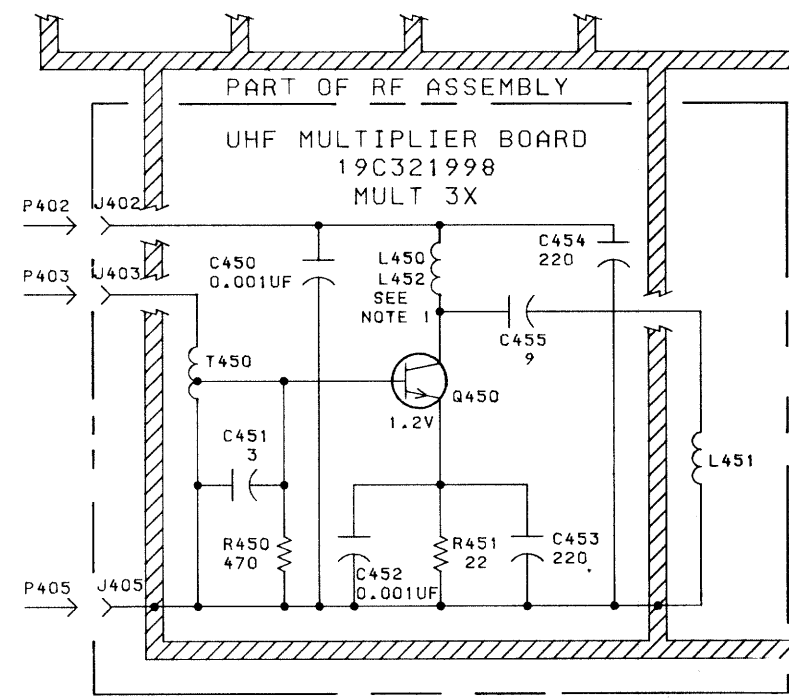 PART OF RF ASSEMBLY
UHF MULTIPLIER BOARD
19C321998
MULT 3X
P402
J402
C450
0.001UF
L450
L452
SEE
NOTE 1
C454
220
P403
J403
C455
9
T450
Q450
1.2V
C451
3
L451
R450
470
C452
0.001UF
R451
22
C453
220
P405
J405